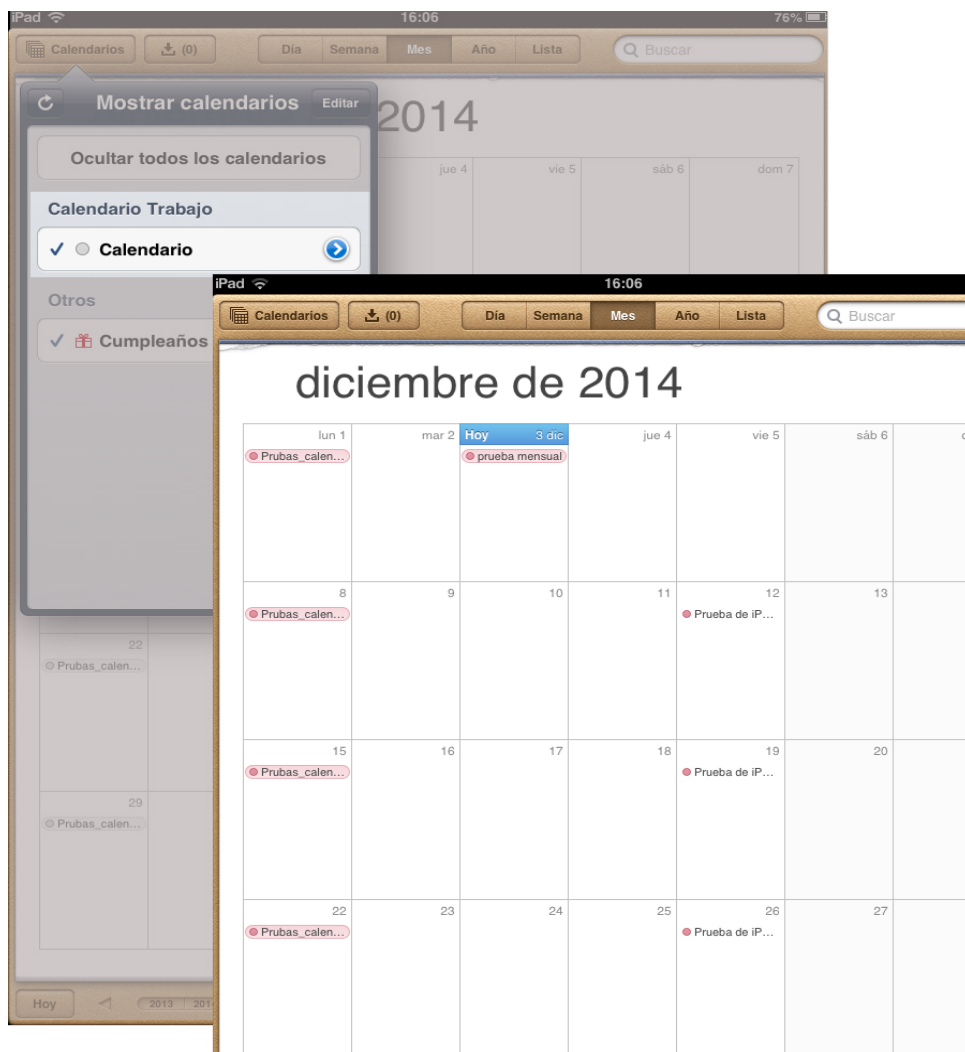 iPad 16:06 76%
Calendarios (0) Día Semana Mes Año Lista Buscar
Mostrar calendarios Editar
2014
Ocultar todos los calendarios
jue 4 vie 5 sáb 6 dom 7
Calendario Trabajo
Calendario
Otros
Cumpleaños
22
Prubas_calen...
29
Prubas_calen...
Hoy 2013
iPad 16:06
Calendarios (0) Día Semana Mes Año Lista Buscar
diciembre de 2014
lun 1 mar 2 Hoy 3 dic jue 4 vie 5 sáb 6
Prubas_calen... prueba mensual
8 9 10 11 12 13
Prubas_calen... Prueba de iP...
15 16 17 18 19 20
Prubas_calen... Prueba de iP...
22 23 24 25 26 27
Prubas_calen... Prueba de iP...